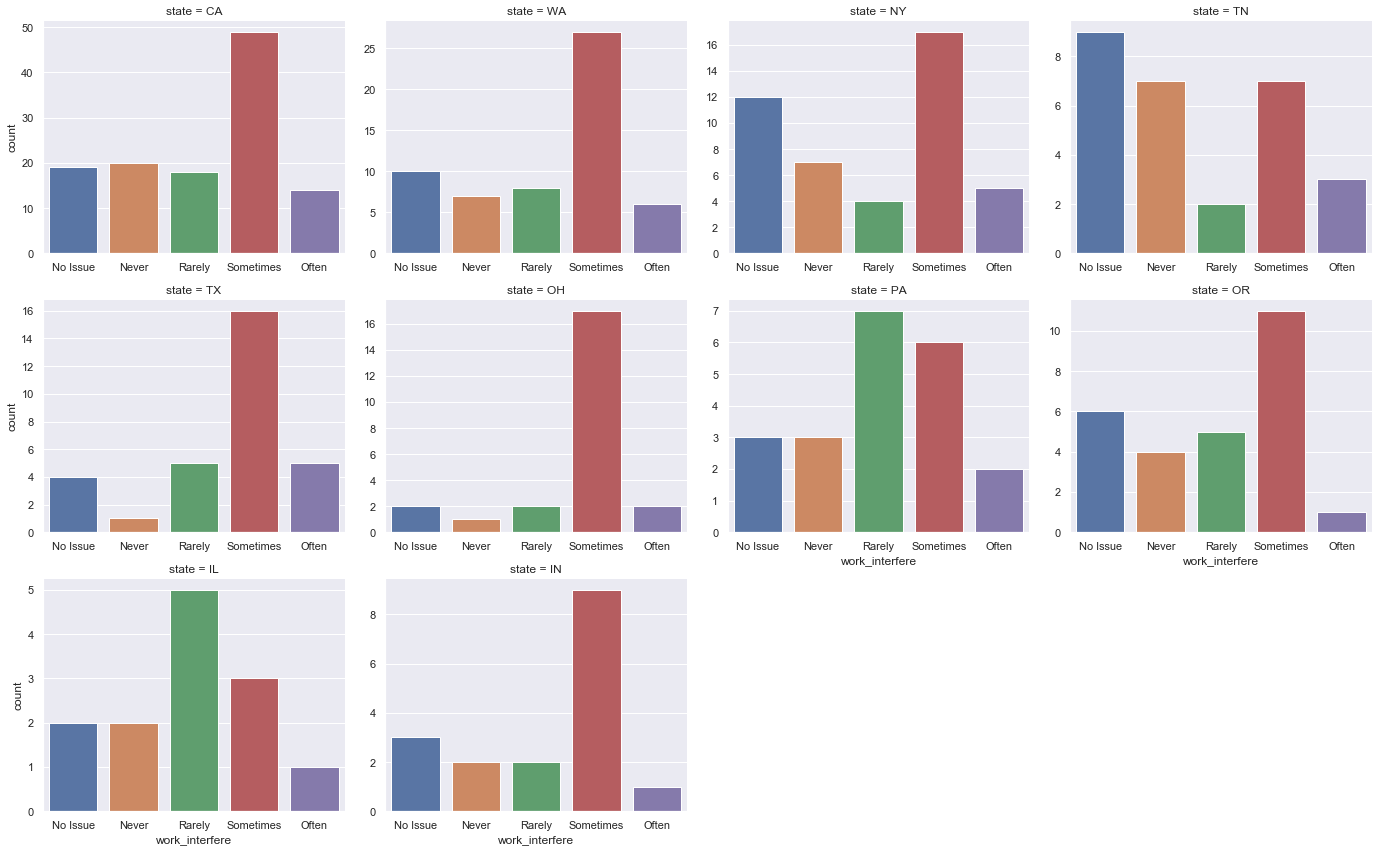 state = CA
50
40
30
20
10
0
count
No Issue Never Rarely Sometimes Often
state = WA
25
20
15
10
5
0
No Issue Never Rarely Sometimes Often
state = NY
16
14
12
10
8
6
4
2
0
No Issue Never Rarely Sometimes Often
state = TN
8
6
4
2
0
No Issue Never Rarely Sometimes Often
state = TX
16
14
12
10
8
6
4
2
0
count
No Issue Never Rarely Sometimes Often
state = OH
16
14
12
10
8
6
4
2
0
No Issue Never Rarely Sometimes Often
state = PA
7
6
5
4
3
2
1
0
No Issue Never Rarely Sometimes Often
work_interfere
state = OR
10
8
6
4
2
0
No Issue Never Rarely Sometimes Often
work_interfere
state = IL
5
4
3
2
1
0
count
No Issue Never Rarely Sometimes Often
work_interfere
state = IN
8
6
4
2
0
No Issue Never Rarely Sometimes Often
work_interfere